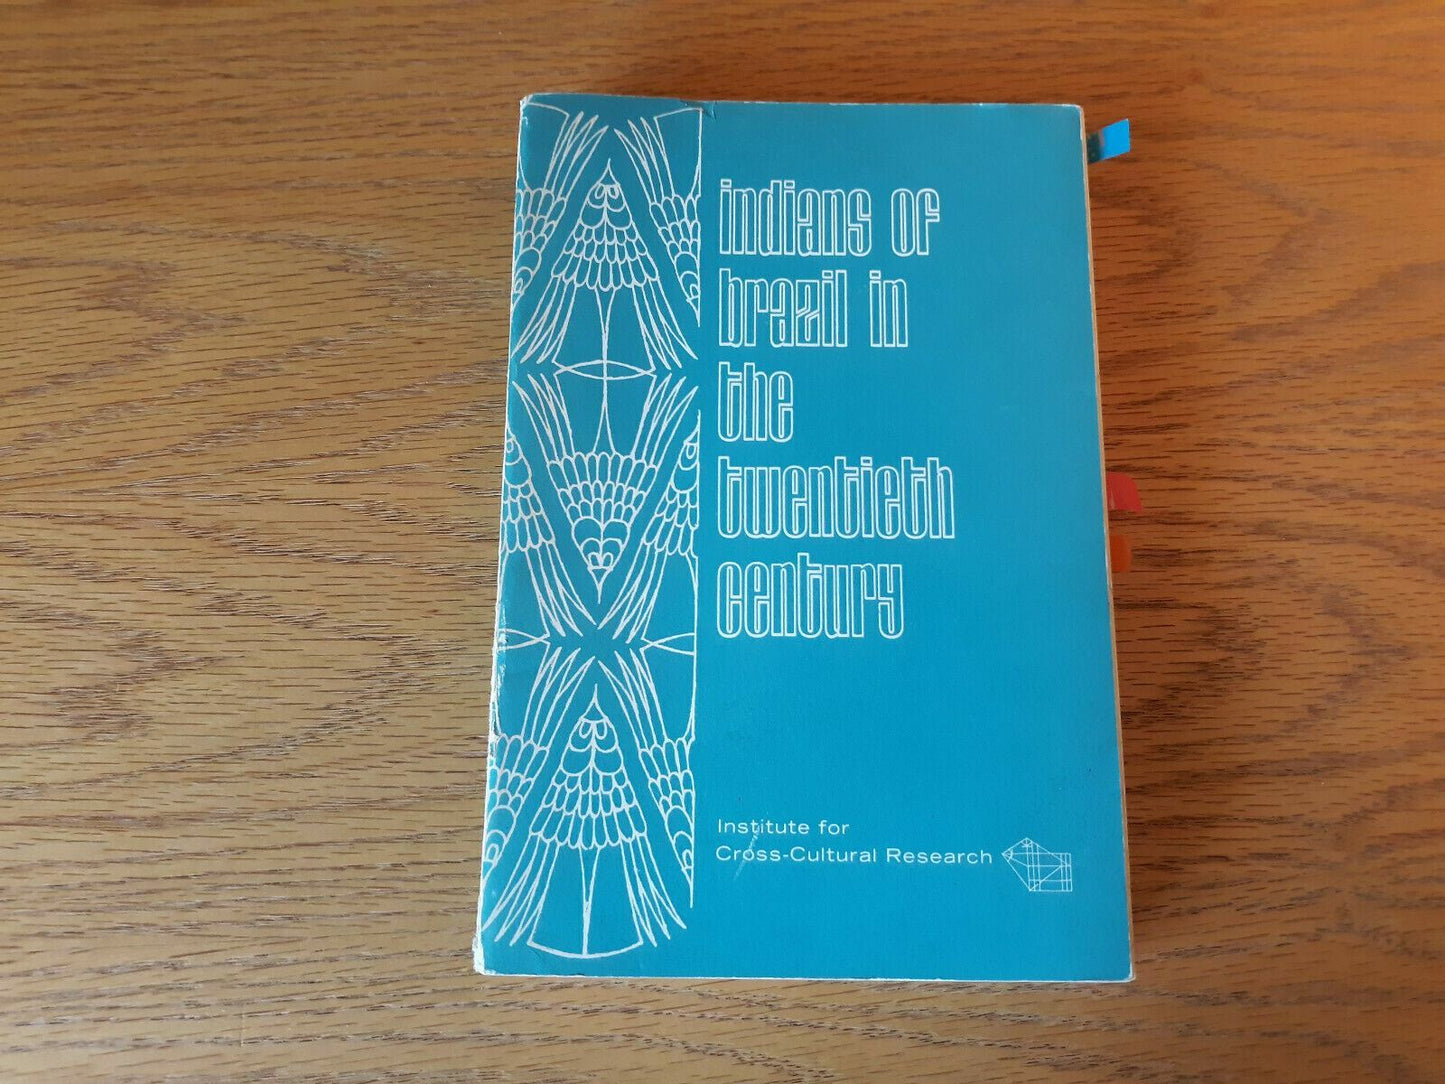 indians of
brazil in
the
twentieth
century
Institute for
Cross-Cultural Research